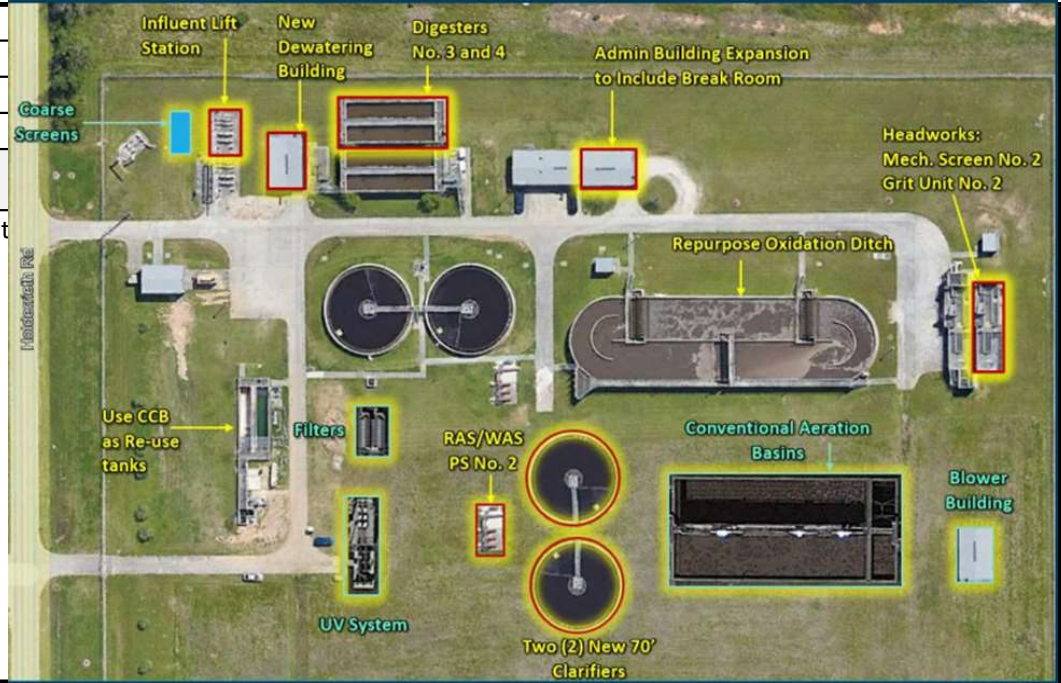 Influent Lift
Station
New
Dewatering
Building
Digesters
No. 3 and 4
Admin Building Expansion
to Include Break Room
Coarse
Screens
Headworks:
Mech. Screen No. 2
Grit Unit No. 2
t
Repurpose Oxidation Ditch
Holderrieth Rd
Use CCB
as Re-use
tanks
Filters
RAS/WAS
PS No. 2
Conventional Aeration
Basins
Blower
Building
UV System
Two (2) New 70'
Clarifiers